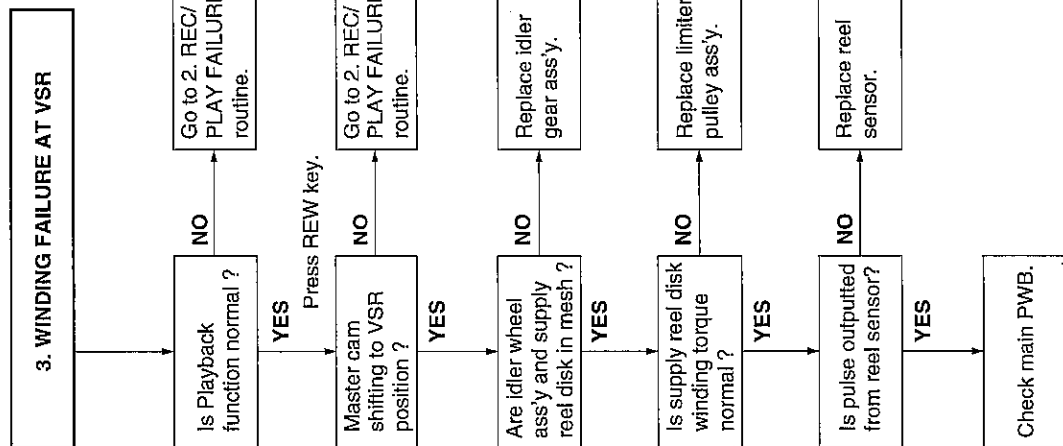 3. WINDING FAILURE AT VSR
Is Playback
function normal ?
NO
Go to 2. REC/
PLAY FAILURE
routine.
YES
Press REW key.
Master cam
shifting to VSR
position ?
NO
Go to 2. REC/
PLAY FAILURE
routine.
YES
Are idler wheel
ass'y and supply
reel disk in mesh ?
NO
Replace idler
gear ass'y.
YES
Is supply reel disk
winding torque
normal ?
NO
Replace limiter
pulley ass'y.
YES
Is pulse outputted
from reel sensor?
NO
Replace reel
sensor.
YES
Check main PWB.